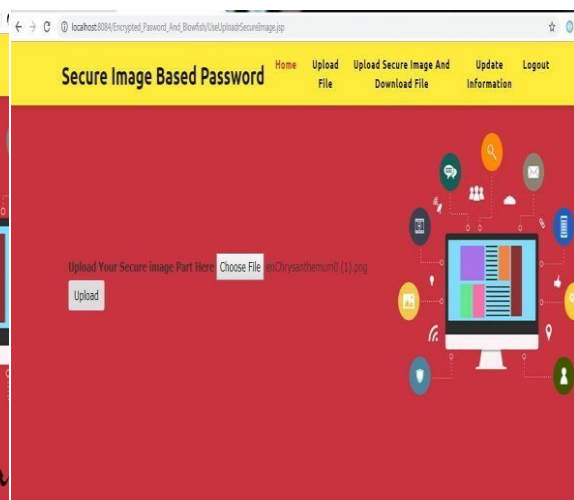 localhost:8084/Encrypted_Pasword_And_Blowfish/UseUploadrSecureImage.jsp
Secure Image Based Password
Home
Upload File
Upload Secure Image And Download File
Update Information
Logout
Upload Your Secure image Part Here Choose File enChrysanthemum0 (1).png
Upload